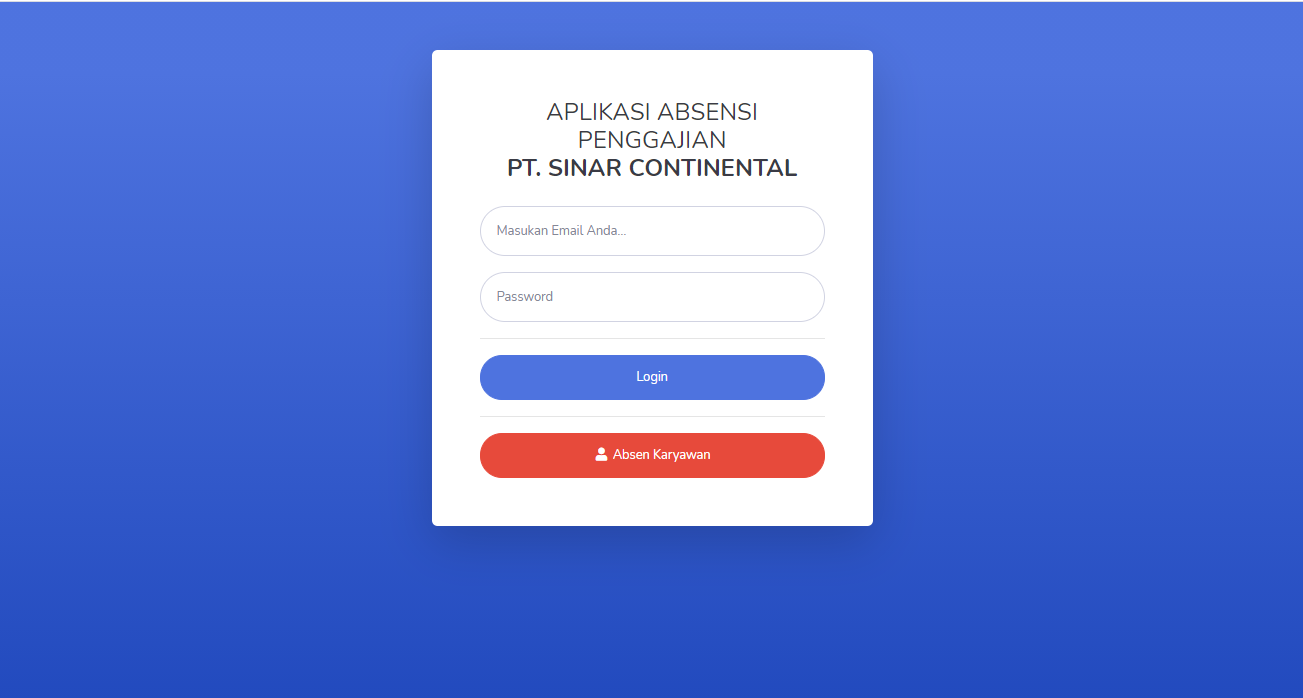 APLIKASI ABSENSI
PENGGAJIAN
PT. SINAR CONTINENTAL
Masukan Email Anda...
Password
Login
Absen Karyawan